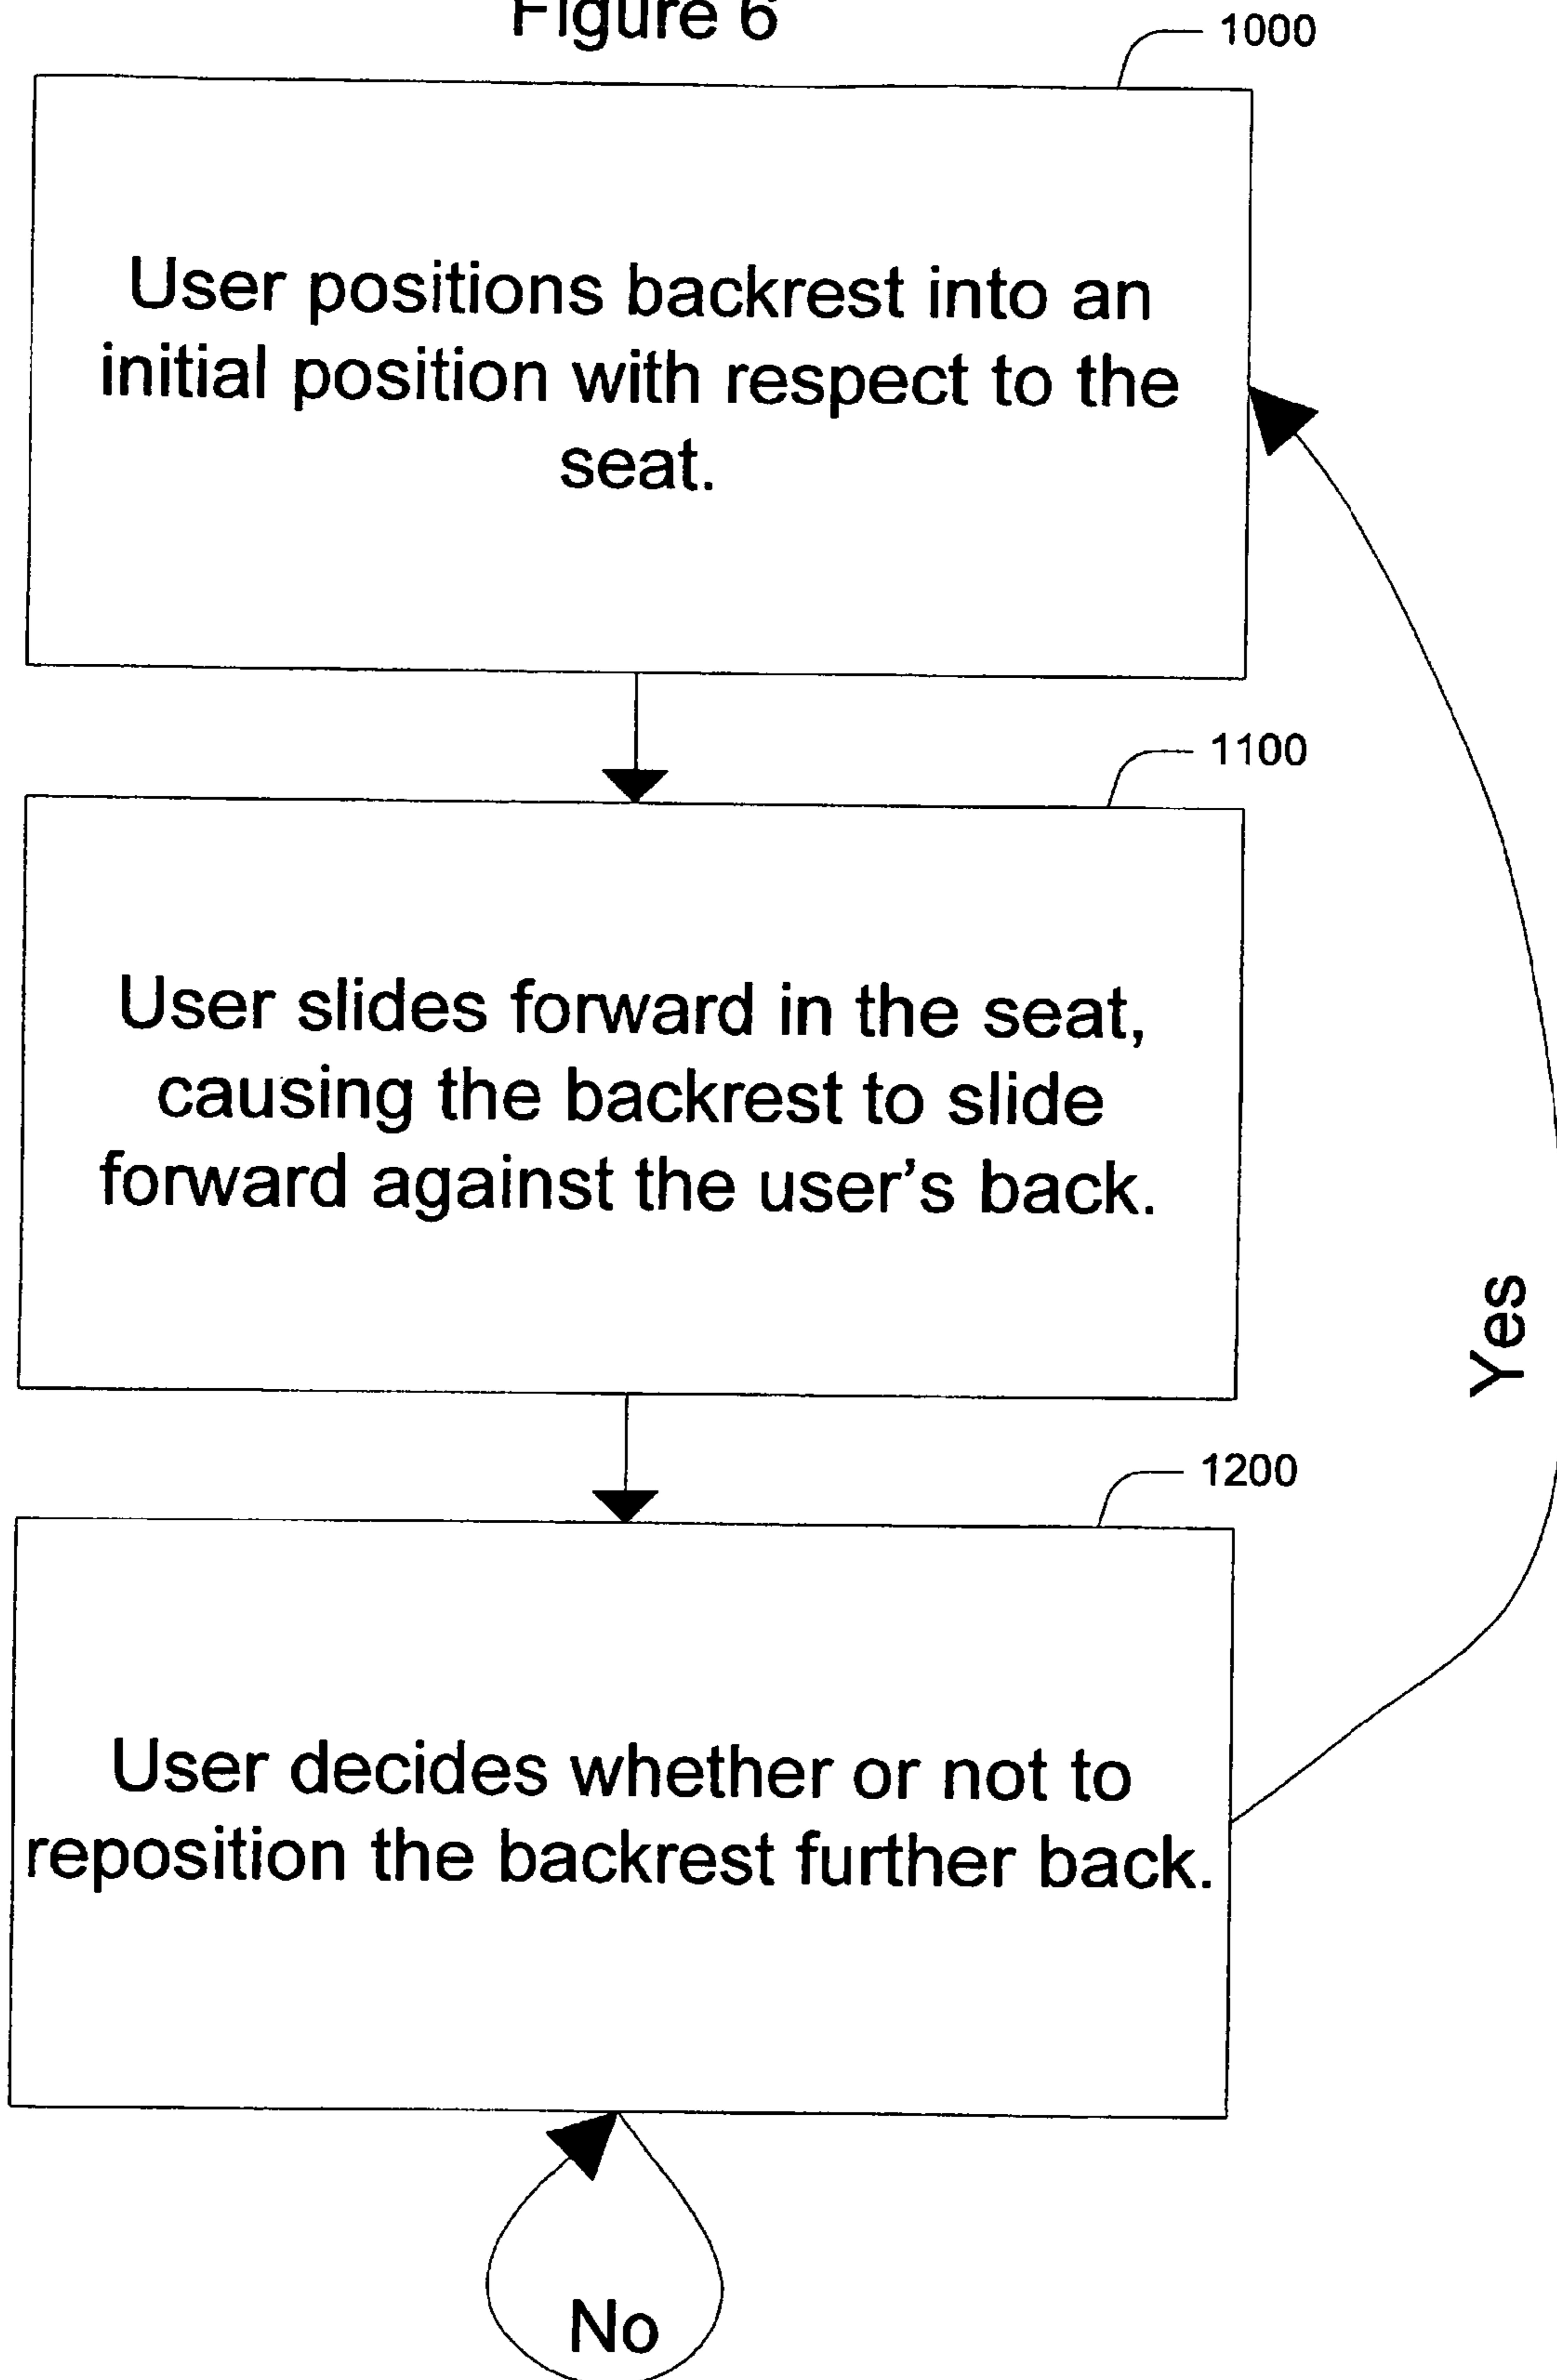 Figure 6
1000
User positions backrest into an
initial position with respect to the
seat.
1100
User slides forward in the seat,
causing the backrest to slide
forward against the user's back.
Yes
1200
User decides whether or not to
reposition the backrest further back.
No